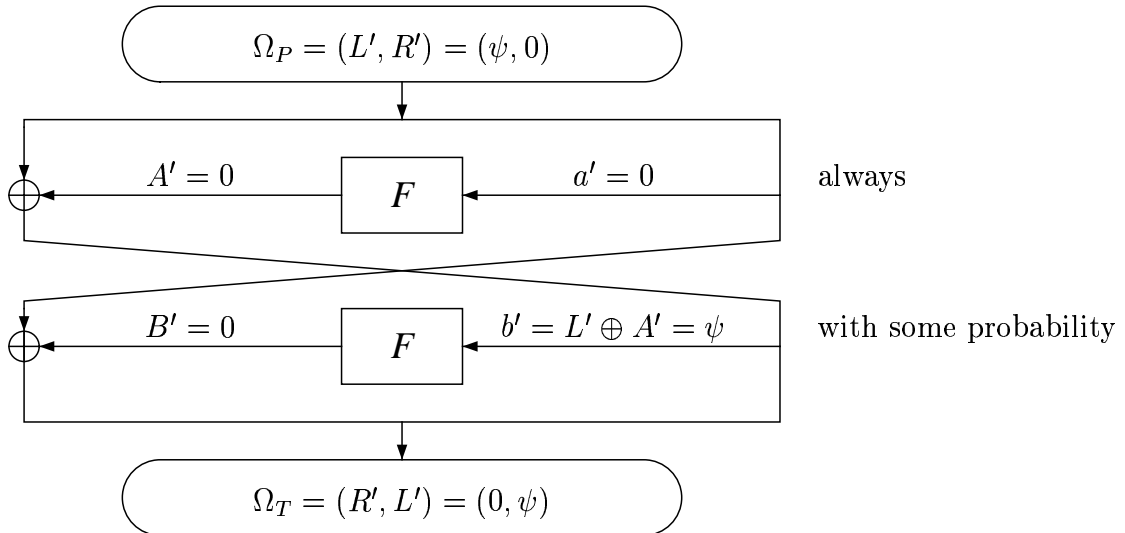 Ω_P = (L′, R′) = (ψ, 0)
A′ = 0
F
a′ = 0
always
B′ = 0
F
b′ = L′ ⊕ A′ = ψ
with some probability
Ω_T = (R′, L′) = (0, ψ)